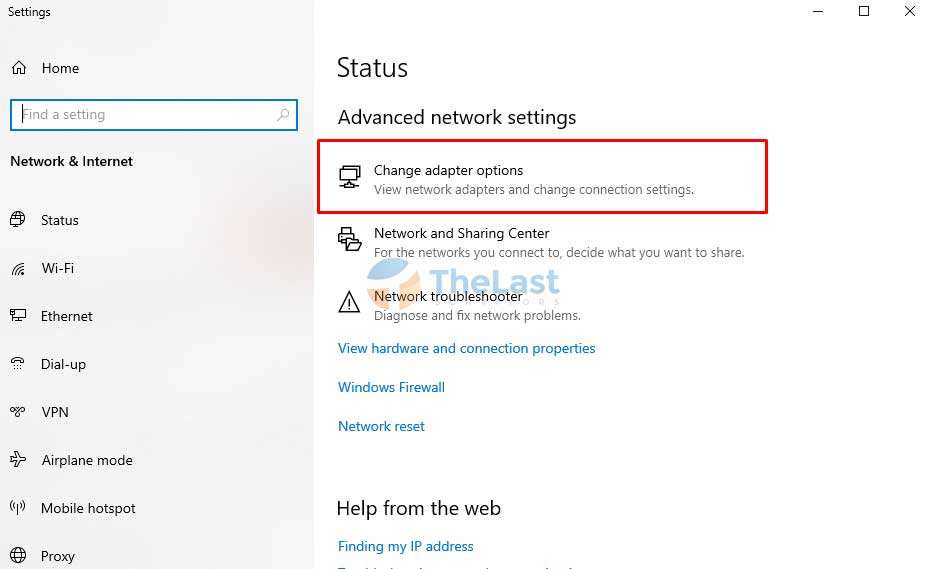 Settings
Home
Find a setting
Network & Internet
Status
Wi-Fi
Ethernet
Dial-up
VPN
Airplane mode
Mobile hotspot
Proxy
Status
Advanced network settings
Change adapter options
View network adapters and change connection settings.
Network and Sharing Center
For the networks you connect to, decide what you want to share.
TheLast
Network troubleshooter
Diagnose and fix network problems.
View hardware and connection properties
Windows Firewall
Network reset
Help from the web
Finding my IP address